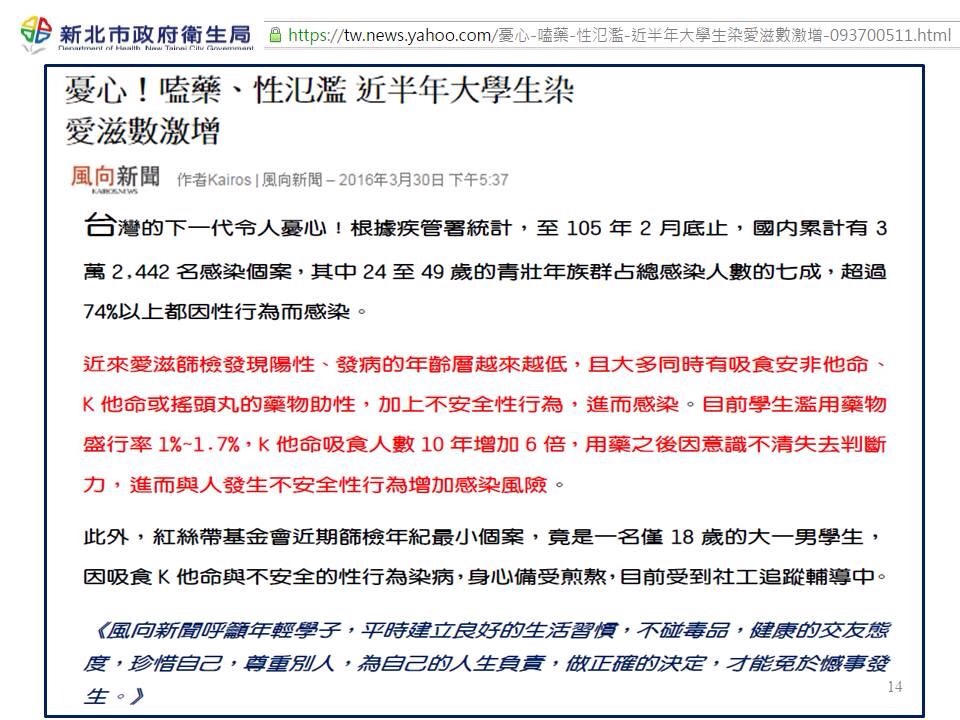 新北市政府衛生局
Department of Health, New Taipei City Government
https://tw.news.yahoo.com/憂心-嗑藥-性氾濫-近半年大學生染愛滋數激增-093700511.html
憂心！嗑藥、性氾濫 近半年大學生染
愛滋數激增
風向新聞
KAIROS NEWS
作者Kairos | 風向新聞 – 2016年3月30日 下午5:37
台灣的下一代令人憂心！根據疾管署統計，至 105 年 2 月底止，國內累計有 3
萬 2,442 名感染個案，其中 24 至 49 歲的青壯年族群占總感染人數的七成，超過
74%以上都因性行為而感染。
近來愛滋篩檢發現陽性、發病的年齡層越來越低，且大多同時有吸食安非他命、
K 他命或搖頭丸的藥物助性，加上不安全性行為，進而感染。目前學生濫用藥物
盛行率 1%~1.7%，K 他命吸食人數 10 年增加 6 倍，用藥之後因意識不清失去判斷
力，進而與人發生不安全性行為增加感染風險。
此外，紅絲帶基金會近期篩檢年紀最小個案，竟是一名僅 18 歲的大一男學生，
因吸食 K 他命與不安全的性行為染病，身心備受煎熬，目前受到社工追蹤輔導中。
《風向新聞呼籲年輕學子，平時建立良好的生活習慣，不碰毒品，健康的交友態
度，珍惜自己，尊重別人，為自己的人生負責，做正確的決定，才能免於憾事發
生。》
14